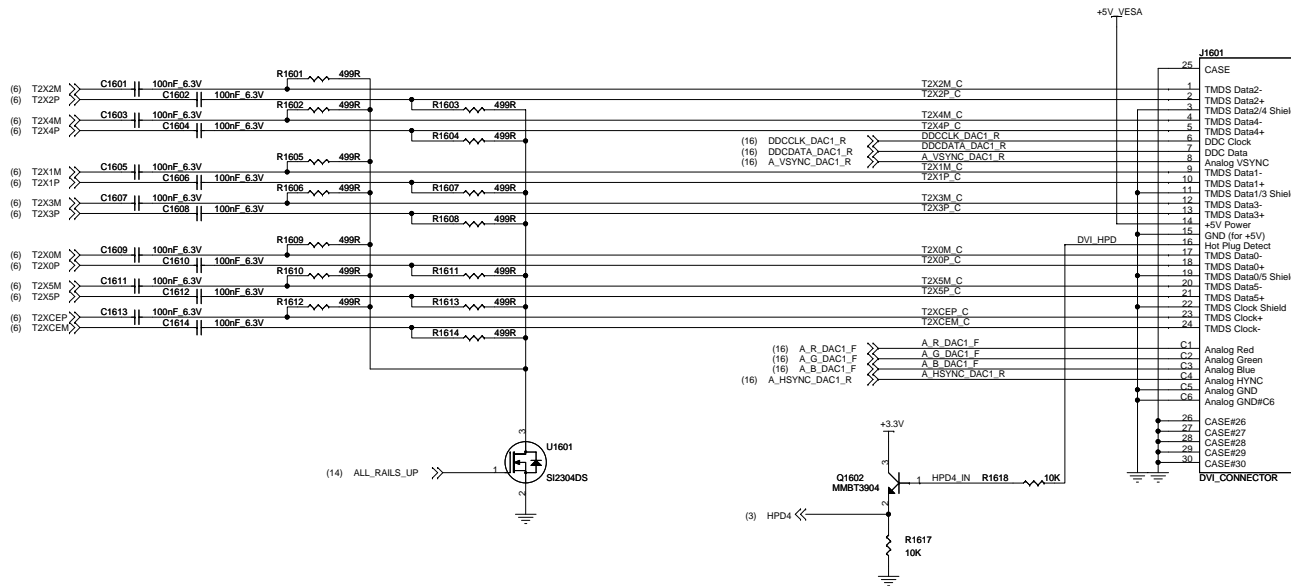 +5V_VESA
J1601
25 CASE
(6) T2X2M C1601 100nF_6.3V R1601 499R T2X2M_C 1 TMDS Data2-
(6) T2X2P C1602 100nF_6.3V T2X2P_C 2 TMDS Data2+
R1602 499R R1603 499R 3 TMDS Data2/4 Shield
(6) T2X4M C1603 100nF_6.3V T2X4M_C 4 TMDS Data4-
(6) T2X4P C1604 100nF_6.3V T2X4P_C 5 TMDS Data4+
R1604 499R (16) DDCCLK_DAC1_R DDCCLK_DAC1_R 6 DDC Clock
(16) DDCDATA_DAC1_R DDCDATA_DAC1_R 7 DDC Data
R1605 499R (16) A_VSYNC_DAC1_R A_VSYNC_DAC1_R 8 Analog VSYNC
(6) T2X1M C1605 100nF_6.3V T2X1M_C 9 TMDS Data1-
(6) T2X1P C1606 100nF_6.3V T2X1P_C 10 TMDS Data1+
R1606 499R R1607 499R 11 TMDS Data1/3 Shield
(6) T2X3M C1607 100nF_6.3V T2X3M_C 12 TMDS Data3-
(6) T2X3P C1608 100nF_6.3V T2X3P_C 13 TMDS Data3+
R1608 499R 14 +5V Power
15 GND (for +5V)
R1609 499R DVI_HPD 16 Hot Plug Detect
(6) T2X0M C1609 100nF_6.3V T2X0M_C 17 TMDS Data0-
(6) T2X0P C1610 100nF_6.3V T2X0P_C 18 TMDS Data0+
R1610 499R R1611 499R 19 TMDS Data0/5 Shield
(6) T2X5M C1611 100nF_6.3V T2X5M_C 20 TMDS Data5-
(6) T2X5P C1612 100nF_6.3V T2X5P_C 21 TMDS Data5+
R1612 499R R1613 499R 22 TMDS Clock Shield
(6) T2XCEP C1613 100nF_6.3V T2XCEP_C 23 TMDS Clock+
(6) T2XCEM C1614 100nF_6.3V T2XCEM_C 24 TMDS Clock-
R1614 499R
(16) A_R_DAC1_F A_R_DAC1_F C1 Analog Red
(16) A_G_DAC1_F A_G_DAC1_F C2 Analog Green
(16) A_B_DAC1_F A_B_DAC1_F C3 Analog Blue
(16) A_HSYNC_DAC1_R A_HSYNC_DAC1_R C4 Analog HYNC
C5 Analog GND
C6 Analog GND#C6
26 CASE#26
27 CASE#27
28 CASE#28
29 CASE#29
30 CASE#30
DVI_CONNECTOR
+3.3V
3
U1601
(14) ALL_RAILS_UP 1
SI2304DS
2
3
Q1602
MMBT3904
1 HPD4_IN R1618 10K
2
(3) HPD4
R1617
10K